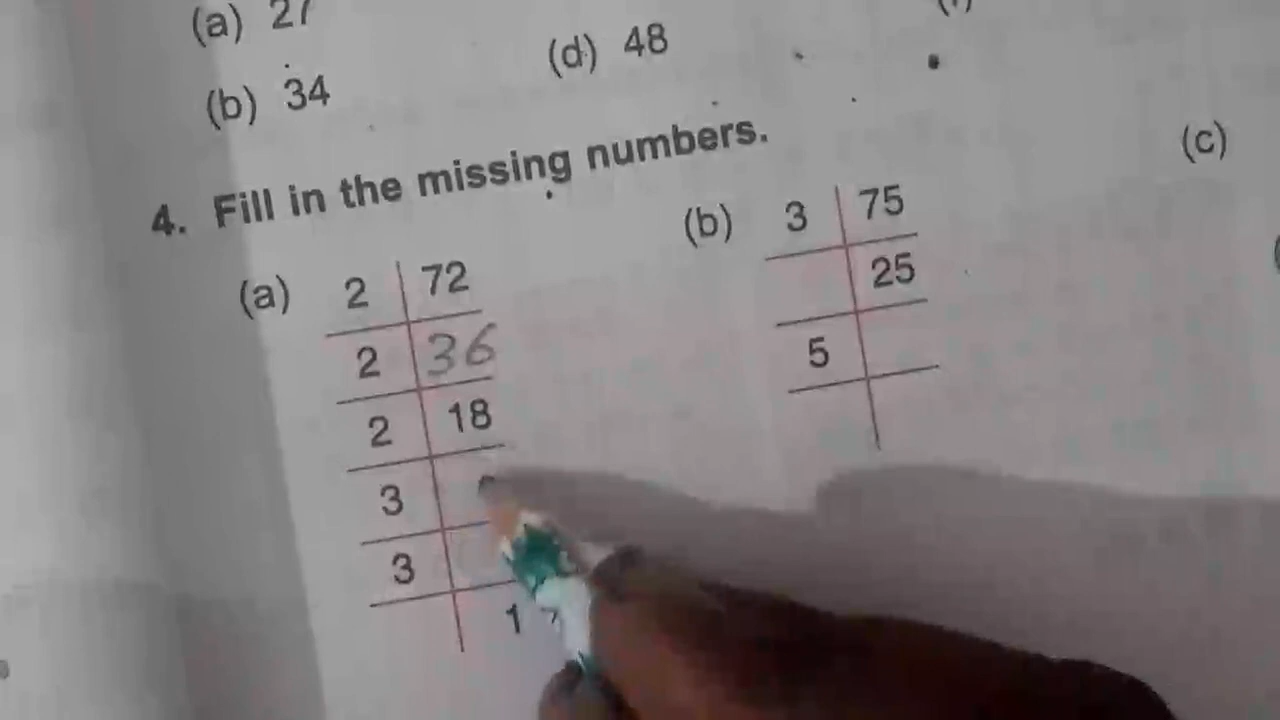 (a) 27
(d) 48
(b) 34
4. Fill in the missing numbers.
(a) 2 72
2 36
2 18
3
3
1
(b) 3 75
25
5
(c)